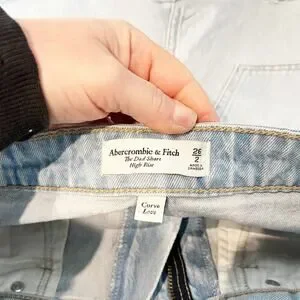 Abercrombie & Fitch
The Dad Shorts
High Rise
26
2
Curve
Love